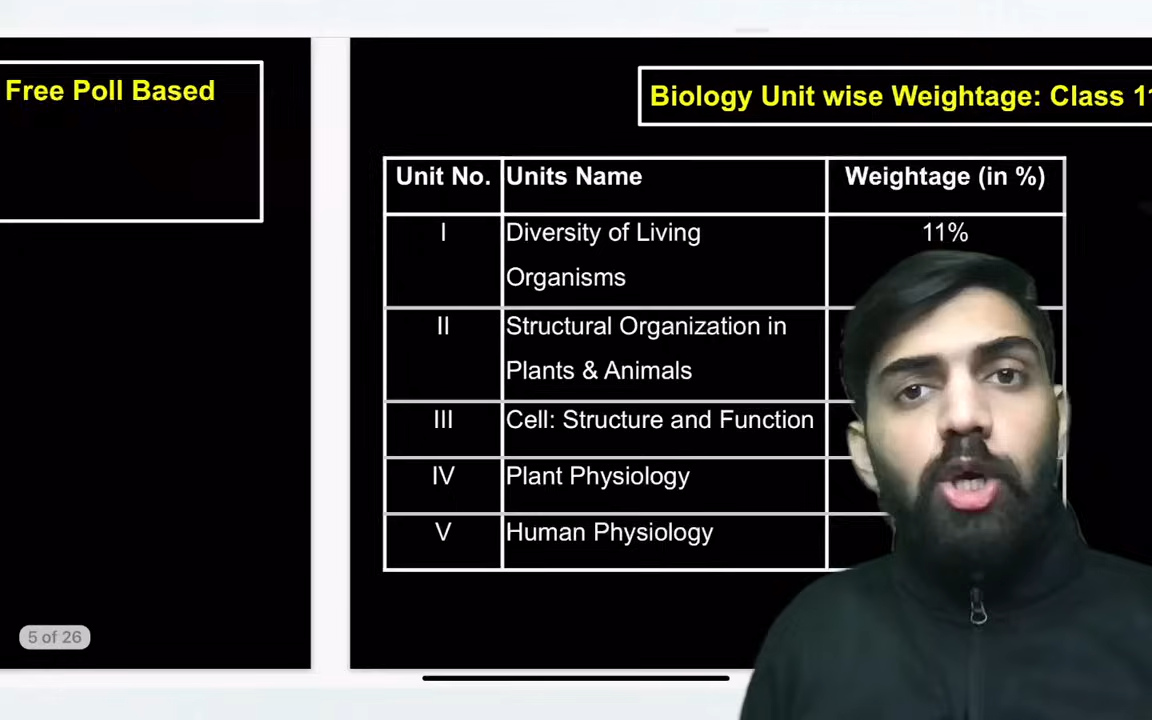 Free Poll Based
Biology Unit wise Weightage: Class 11
Unit No. Units Name Weightage (in %)
I Diversity of Living 11%
Organisms
II Structural Organization in
Plants & Animals
III Cell: Structure and Function
IV Plant Physiology
V Human Physiology
5 of 26